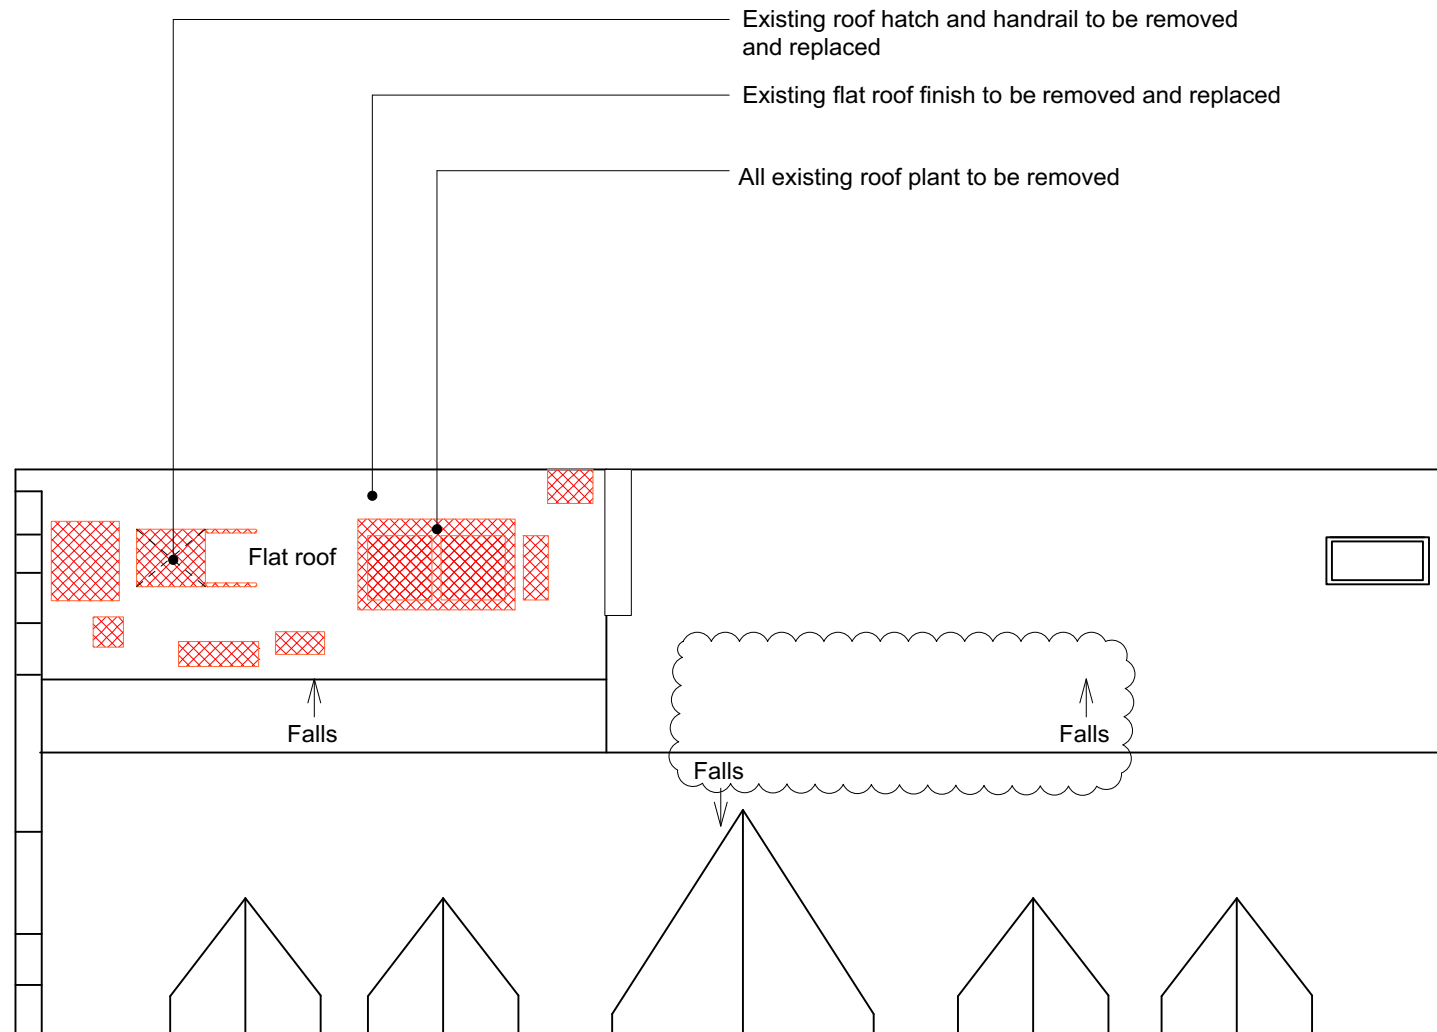 Existing roof hatch and handrail to be removed
and replaced
Existing flat roof finish to be removed and replaced
All existing roof plant to be removed
Flat roof
Falls
Falls
Falls